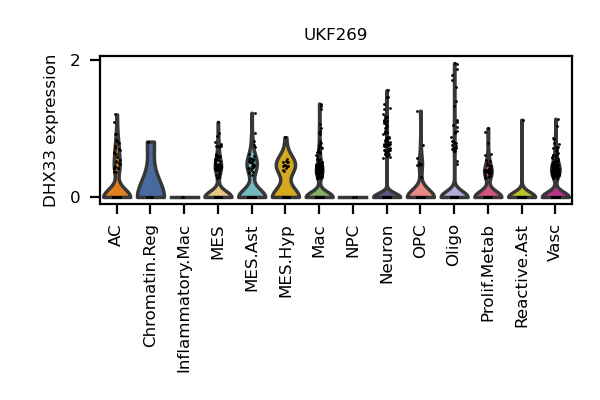 UKF269
DHX33 expression
2
0
AC
Chromatin.Reg
Inflammatory.Mac
MES
MES.Ast
MES.Hyp
Mac
NPC
Neuron
OPC
Oligo
Prolif.Metab
Reactive.Ast
Vasc